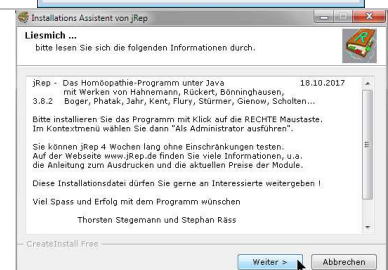 Installations Assistent von jRep
Liesmich ...
bitte lesen Sie sich die folgenden Informationen durch.
jRep - Das Homöopathie-Programm unter Java 18.10.2017
mit Werken von Hahnemann, Rückert, Bönninghausen,
3.8.2 Boger, Phatak, Jahr, Kent, Flury, Stürmer, Gienow, Scholten...
Bitte installieren Sie das Programm mit Klick auf die RECHTE Maustaste.
Im Kontextmenü wählen Sie dann "Als Administrator ausführen".
Sie können jRep 4 Wochen lang ohne Einschränkungen testen.
Auf der Webseite www.jRep.de finden Sie viele Informationen, u.a.
die Anleitung zum Ausdrucken und die aktuellen Preise der Module.
Diese Installationsdatei dürfen Sie gerne an Interessierte weitergeben !
Viel Spass und Erfolg mit dem Programm wünschen
Thorsten Stegemann und Stephan Räss
CreateInstall Free
Weiter >
Abbrechen